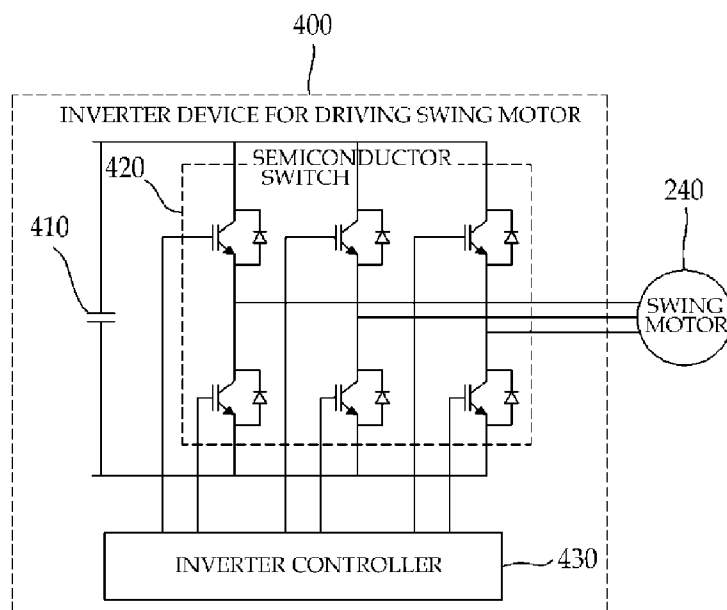 400
INVERTER DEVICE FOR DRIVING SWING MOTOR
SEMICONDUCTOR
SWITCH
420
410
240
SWING
MOTOR
INVERTER CONTROLLER
430